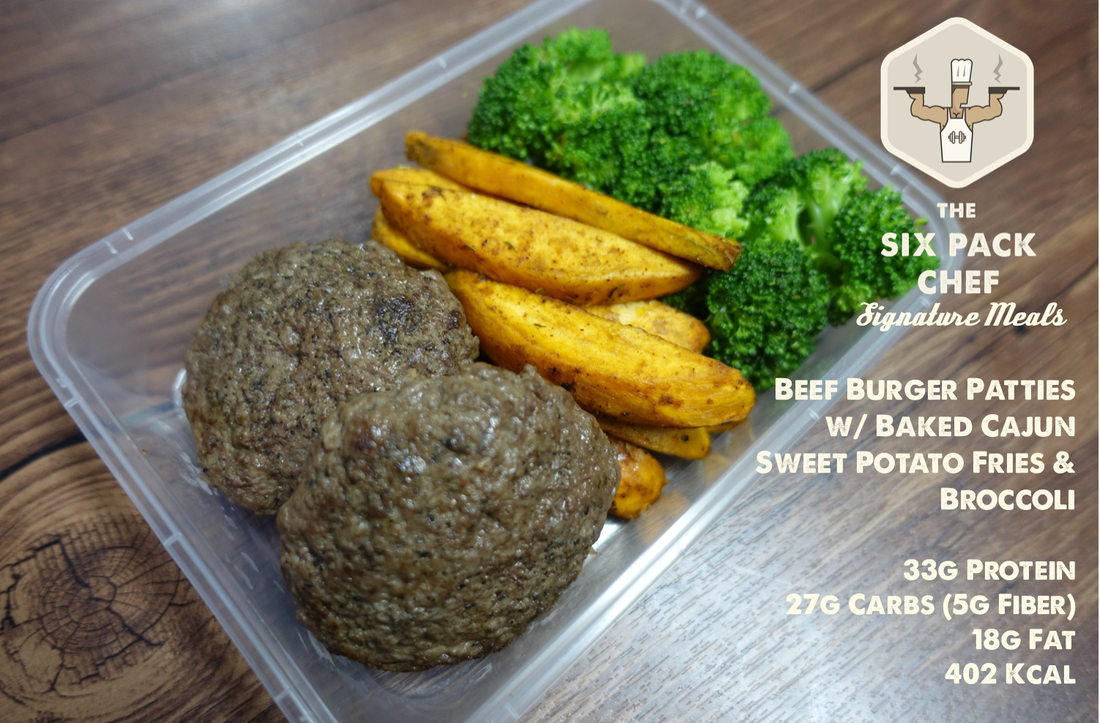 THE
SIX PACK
CHEF
Signature Meals
BEEF BURGER PATTIES
W/ BAKED CAJUN
SWEET POTATO FRIES &
BROCCOLI
33G PROTEIN
27G CARBS (5G FIBER)
18G FAT
402 KCAL